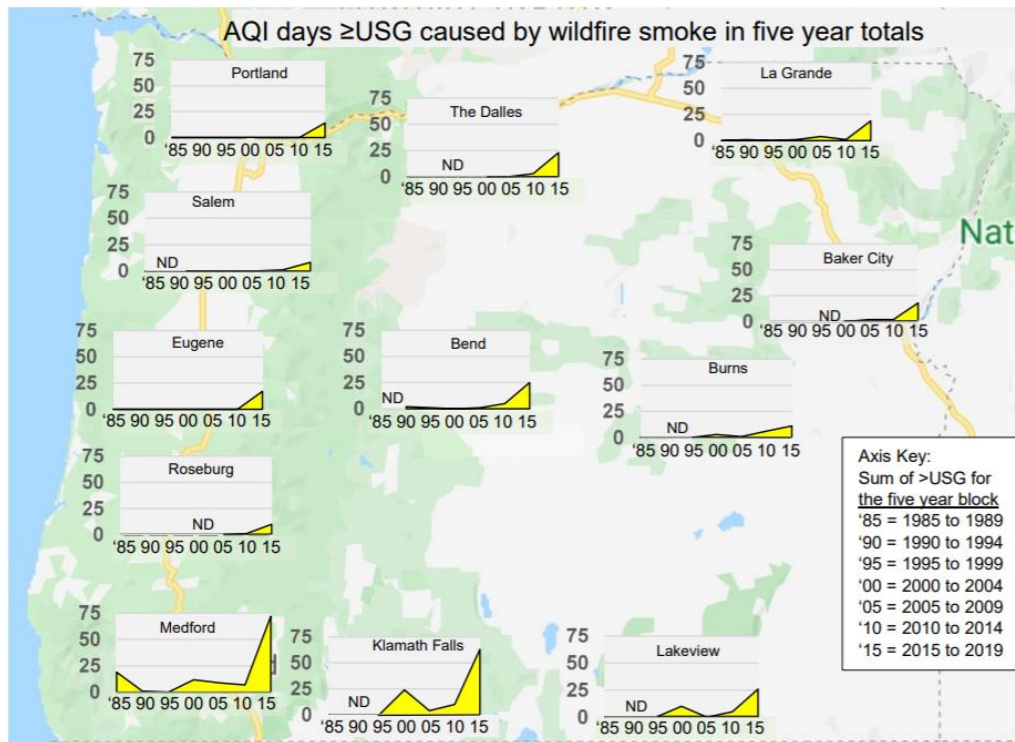 AQI days ≥USG caused by wildfire smoke in five year totals
75
50
25
0
Portland
'85 90 95 00 05 10 15
75
50
25
0
The Dalles
ND
'85 90 95 00 05 10 15
75
50
25
0
La Grande
'85 90 95 00 05 10 15
75
50
25
0
Salem
ND
'85 90 95 00 05 10 15
Nat
75
50
25
0
Baker City
ND
'85 90 95 00 05 10 15
75
50
25
0
Eugene
'85 90 95 00 05 10 15
75
50
25
0
Bend
ND
'85 90 95 00 05 10 15
75
50
25
0
Burns
ND
'85 90 95 00 05 10 15
75
50
25
0
Roseburg
ND
'85 90 95 00 05 10 15
Axis Key:
Sum of >USG for
the five year block
‘85 = 1985 to 1989
‘90 = 1990 to 1994
‘95 = 1995 to 1999
‘00 = 2000 to 2004
‘05 = 2005 to 2009
‘10 = 2010 to 2014
‘15 = 2015 to 2019
75
50
25
0
Medford
'85 90 95 00 05 10 15
75
50
25
0
Klamath Falls
ND
'85 90 95 00 05 10 15
75
50
25
0
Lakeview
ND
'85 90 95 00 05 10 15